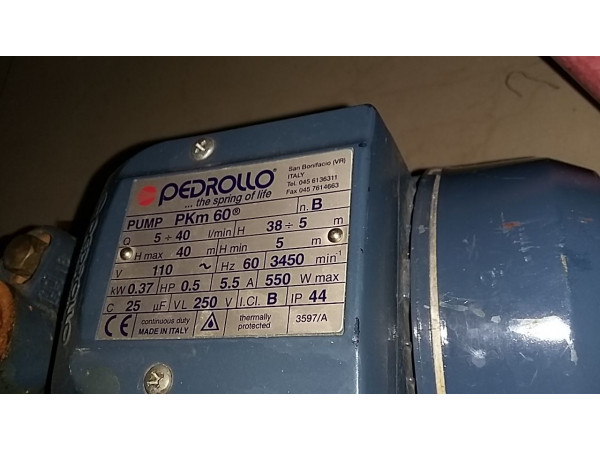 PEDROLLO®
... the spring of life
San Bonifacio (VR)
ITALY
Tel. 045 6136311
Fax 045 7614663
PUMP PKm 60® n. B
Q 5 ÷ 40 l/min H 38 ÷ 5 m
H max 40 m H min 5 m
V 110 ~ Hz 60 3450 min-1
kW 0.37 HP 0.5 5.5 A 550 W max
C 25 µF VL 250 V I.Cl. B IP 44
CE continuous duty thermally 3597/A
MADE IN ITALY protected